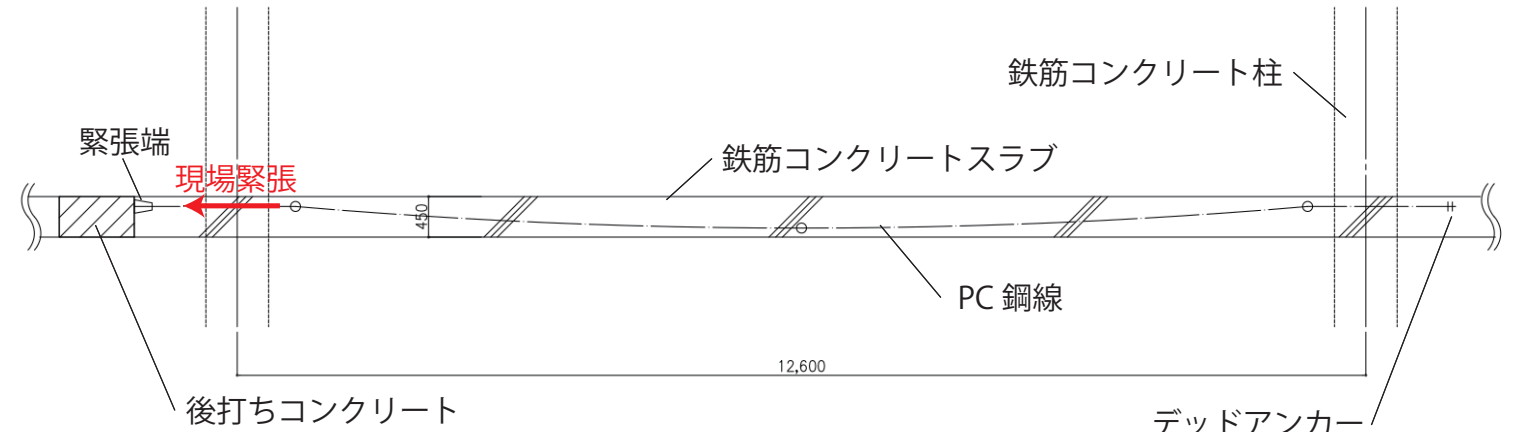 鉄筋コンクリート柱
緊張端
鉄筋コンクリートスラブ
現場緊張
450
PC 鋼線
12,600
後打ちコンクリート
デッドアンカー